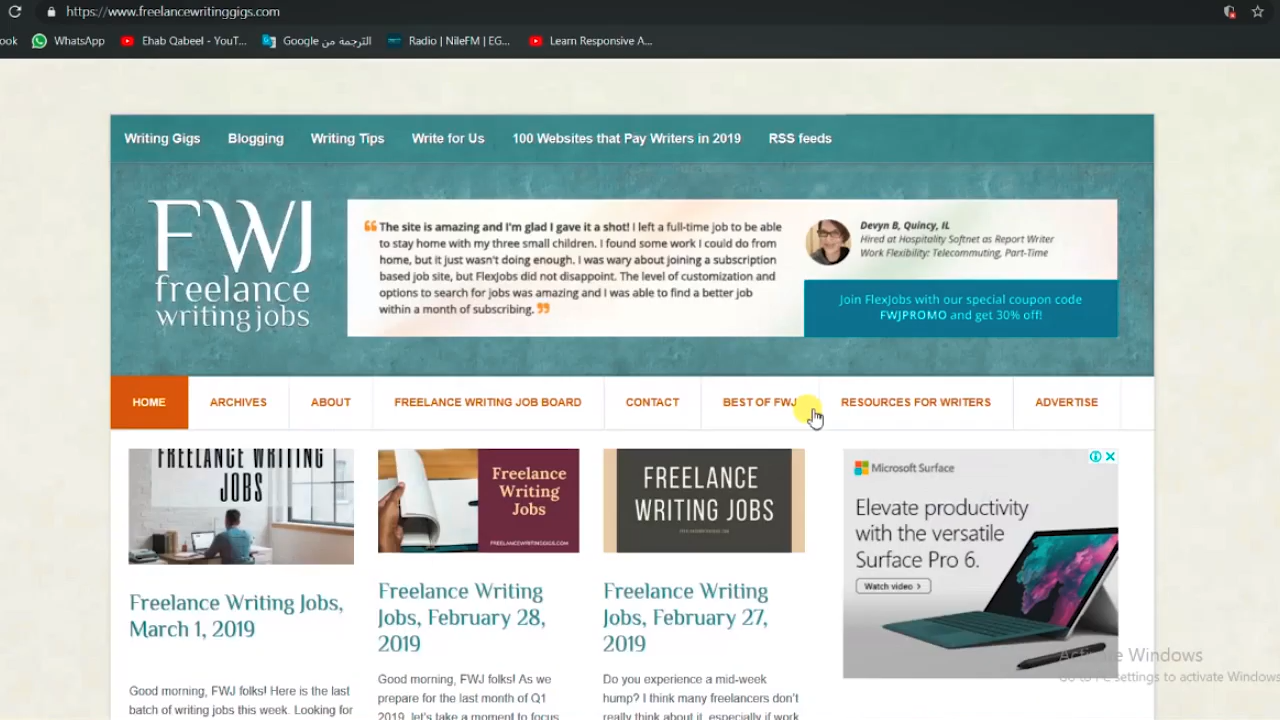 https://www.freelancewritinggigs.com
ook WhatsApp Ehab Qabeel - YouT... Google الترجمة من Radio | NileFM | EG... Learn Responsive A...
Writing Gigs Blogging Writing Tips Write for Us 100 Websites that Pay Writers in 2019 RSS feeds
FWJ
freelance
writing jobs
The site is amazing and I'm glad I gave it a shot! I left a full-time job to be able
to stay home with my three small children. I found some work I could do from
home, but it just wasn't doing enough. I was wary about joining a subscription
based job site, but FlexJobs did not disappoint. The level of customization and
options to search for jobs was amazing and I was able to find a better job
within a month of subscribing.
Devyn B, Quincy, IL
Hired at Hospitality Softnet as Report Writer
Work Flexibility: Telecommuting, Part-Time
Join FlexJobs with our special coupon code
FWJPROMO and get 30% off!
HOME ARCHIVES ABOUT FREELANCE WRITING JOB BOARD CONTACT BEST OF FWJ RESOURCES FOR WRITERS ADVERTISE
FREELANCE WRITING
JOBS
Freelance Writing Jobs,
March 1, 2019
Good morning, FWJ folks! Here is the last
batch of writing jobs this week. Looking for
Freelance
Writing
Jobs
FREELANCEWRITINGGIGS.COM
Freelance Writing
Jobs, February 28,
2019
Good morning, FWJ folks! As we
prepare for the last month of Q1
2019, let's take a moment to focus
FREELANCE
WRITING JOBS
Freelance Writing
Jobs, February 27,
2019
Do you experience a mid-week
hump? I think many freelancers don't
really think about it, especially if work
Microsoft Surface
Elevate productivity
with the versatile
Surface Pro 6.
Watch video >
Activate Windows
Go to PC settings to activate Windows